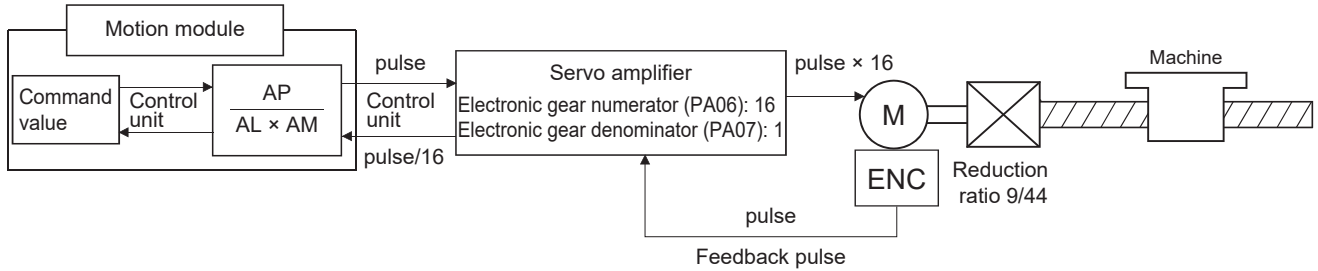 Motion module
Command
value
Control
unit
AP
AL × AM
pulse
Control
unit
pulse/16
Servo amplifier
Electronic gear numerator (PA06): 16
Electronic gear denominator (PA07): 1
pulse × 16
M
ENC
Reduction
ratio 9/44
Machine
pulse
Feedback pulse